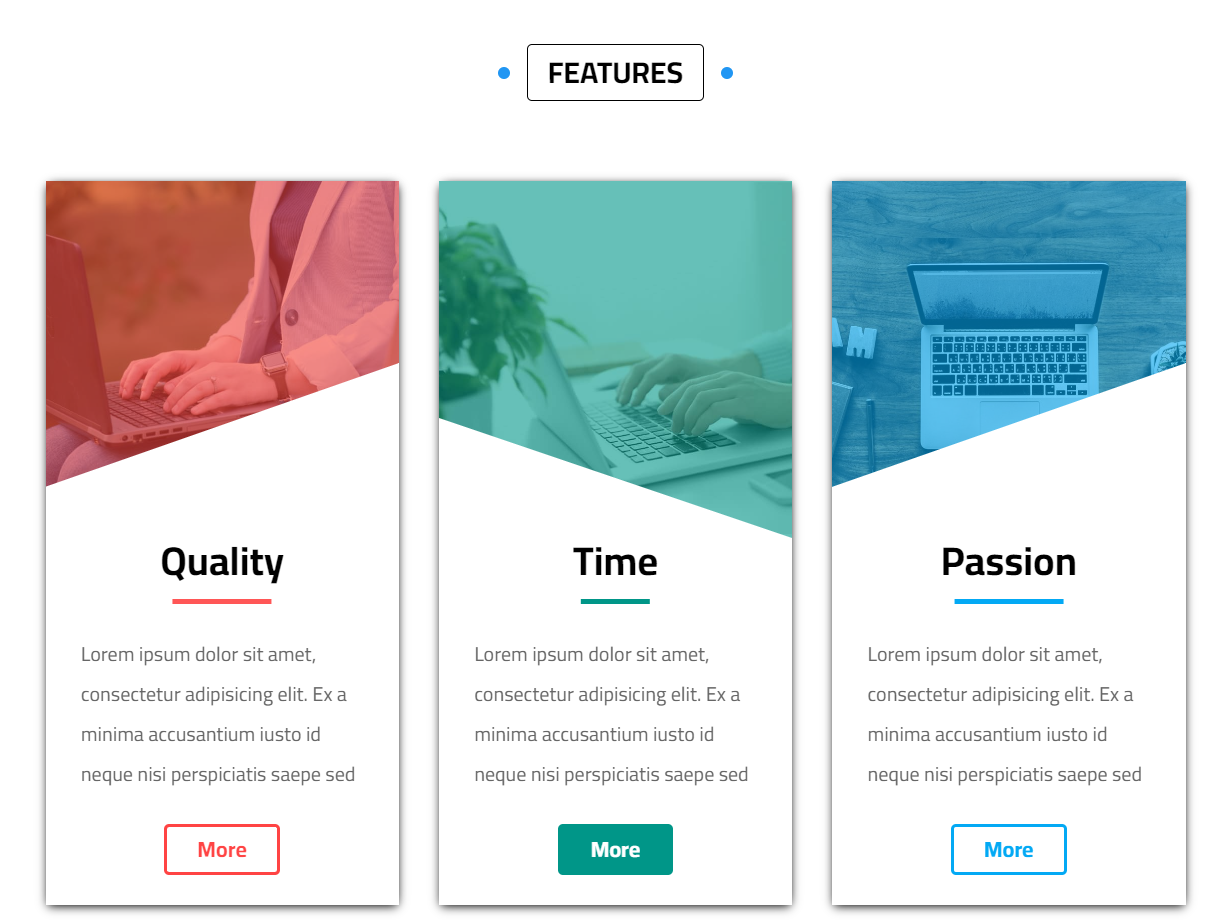 FEATURES
Quality
Lorem ipsum dolor sit amet,
consectetur adipisicing elit. Ex a
minima accusantium iusto id
neque nisi perspiciatis saepe sed
More
Time
Lorem ipsum dolor sit amet,
consectetur adipisicing elit. Ex a
minima accusantium iusto id
neque nisi perspiciatis saepe sed
More
Passion
Lorem ipsum dolor sit amet,
consectetur adipisicing elit. Ex a
minima accusantium iusto id
neque nisi perspiciatis saepe sed
More